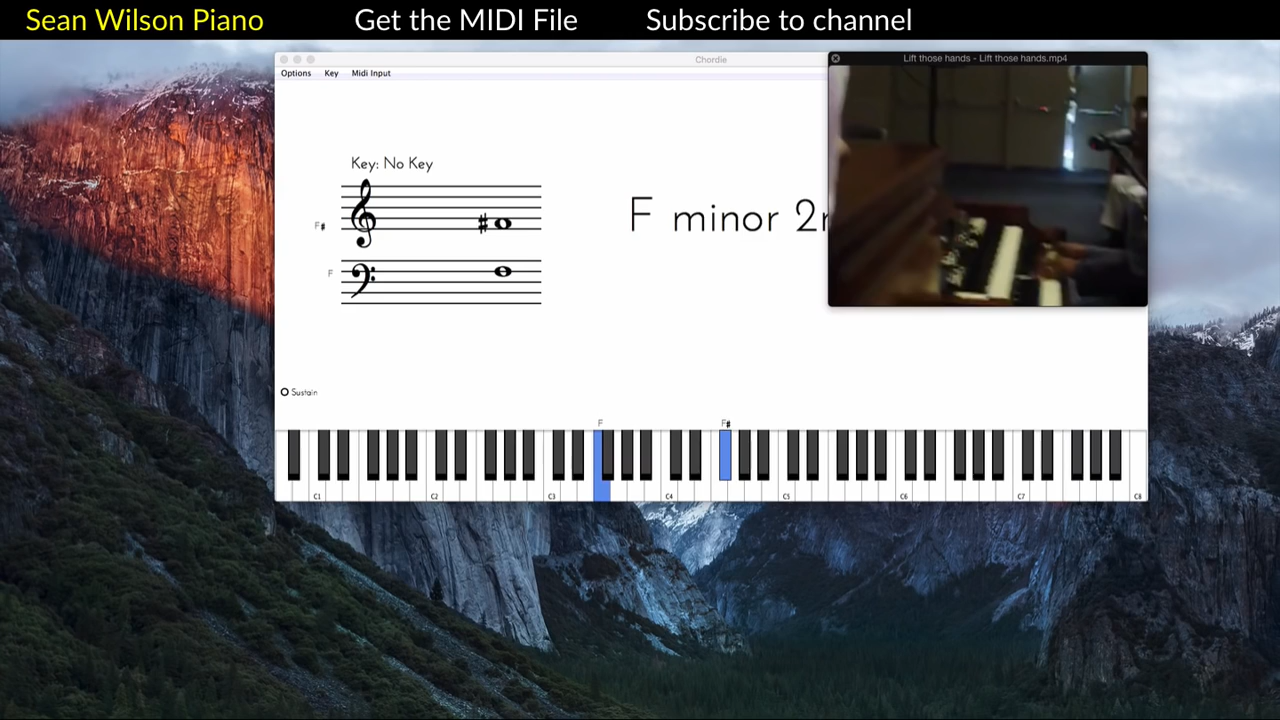 Sean Wilson Piano Get the MIDI File Subscribe to channel
Chordie
Lift those hands - Lift those hands.mp4
Options Key Midi Input
Key: No Key
F minor 2
F♯
F
Sustain
F F♯
C1 C2 C3 C4 C5 C6 C7 C8